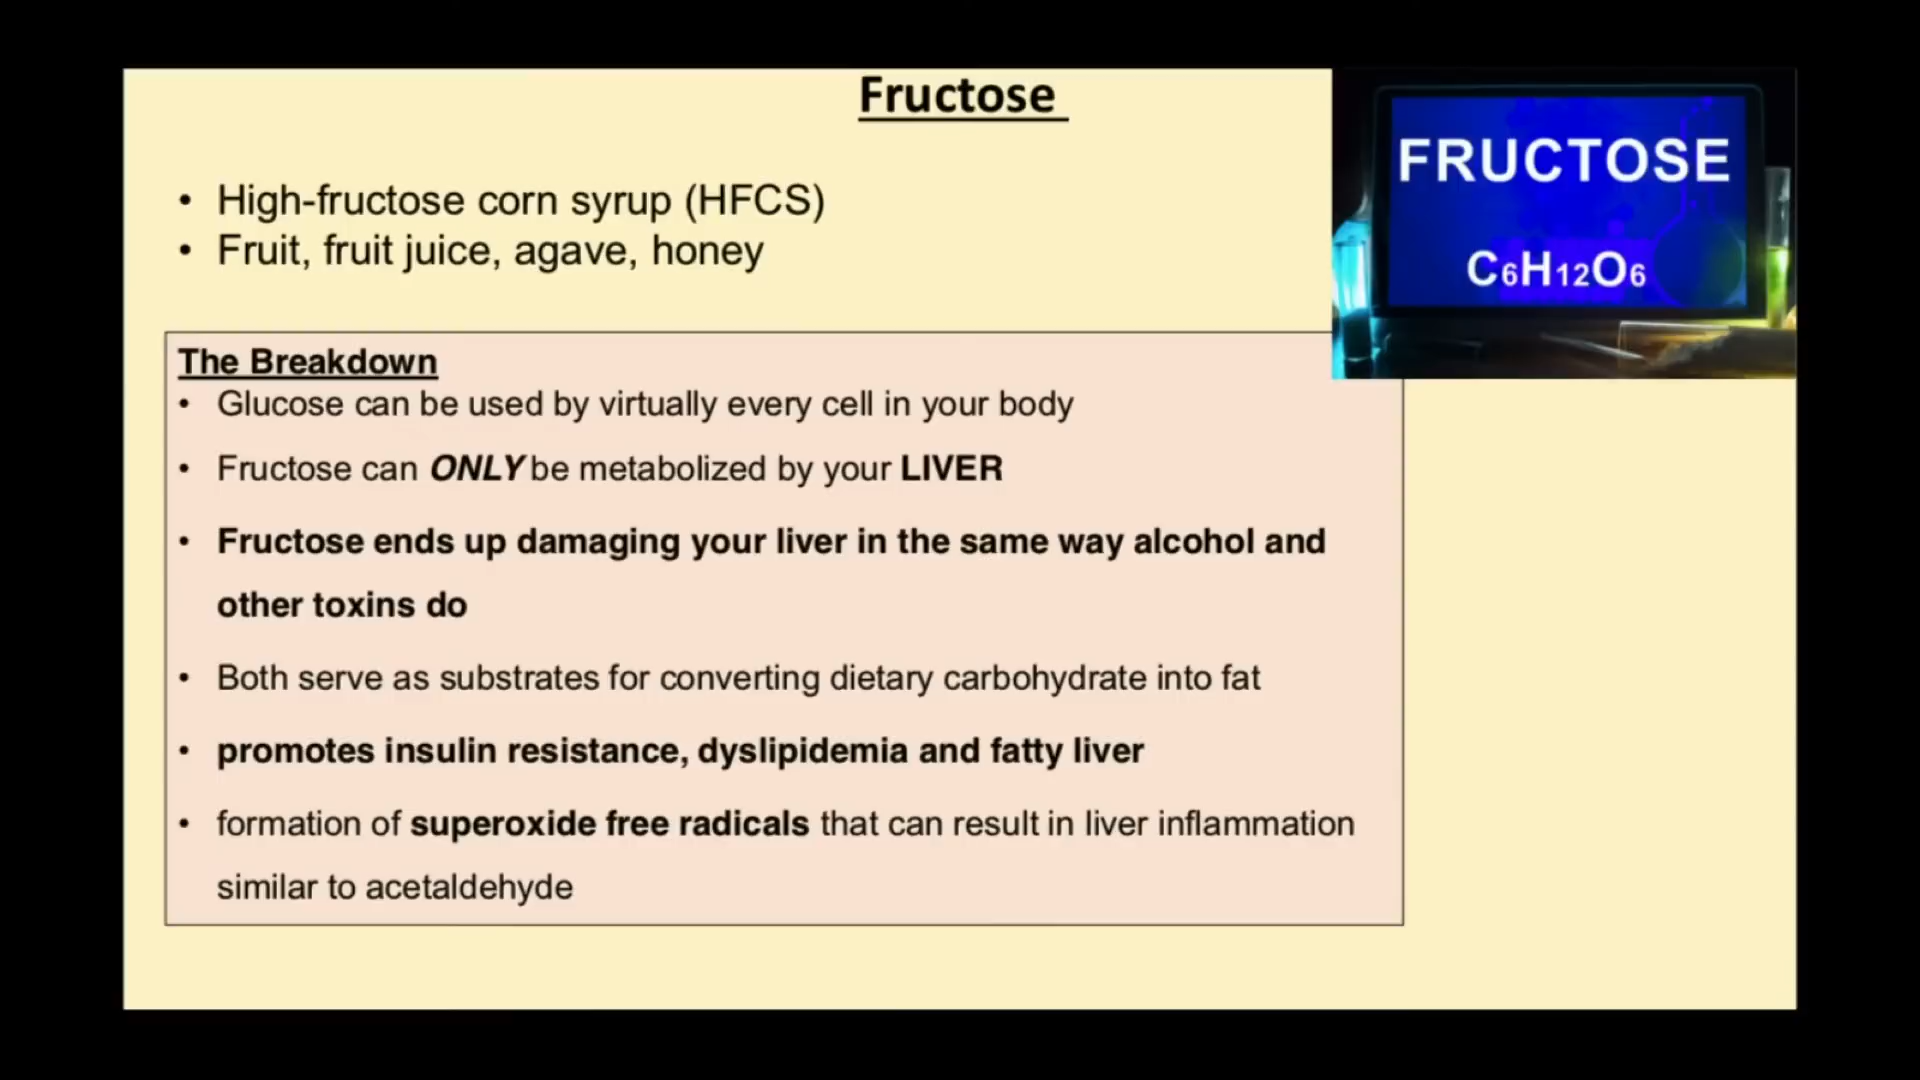 Fructose
FRUCTOSE
C6H12O6
• High-fructose corn syrup (HFCS)
• Fruit, fruit juice, agave, honey
The Breakdown
• Glucose can be used by virtually every cell in your body
• Fructose can ONLY be metabolized by your LIVER
• Fructose ends up damaging your liver in the same way alcohol and
other toxins do
• Both serve as substrates for converting dietary carbohydrate into fat
• promotes insulin resistance, dyslipidemia and fatty liver
• formation of superoxide free radicals that can result in liver inflammation
similar to acetaldehyde